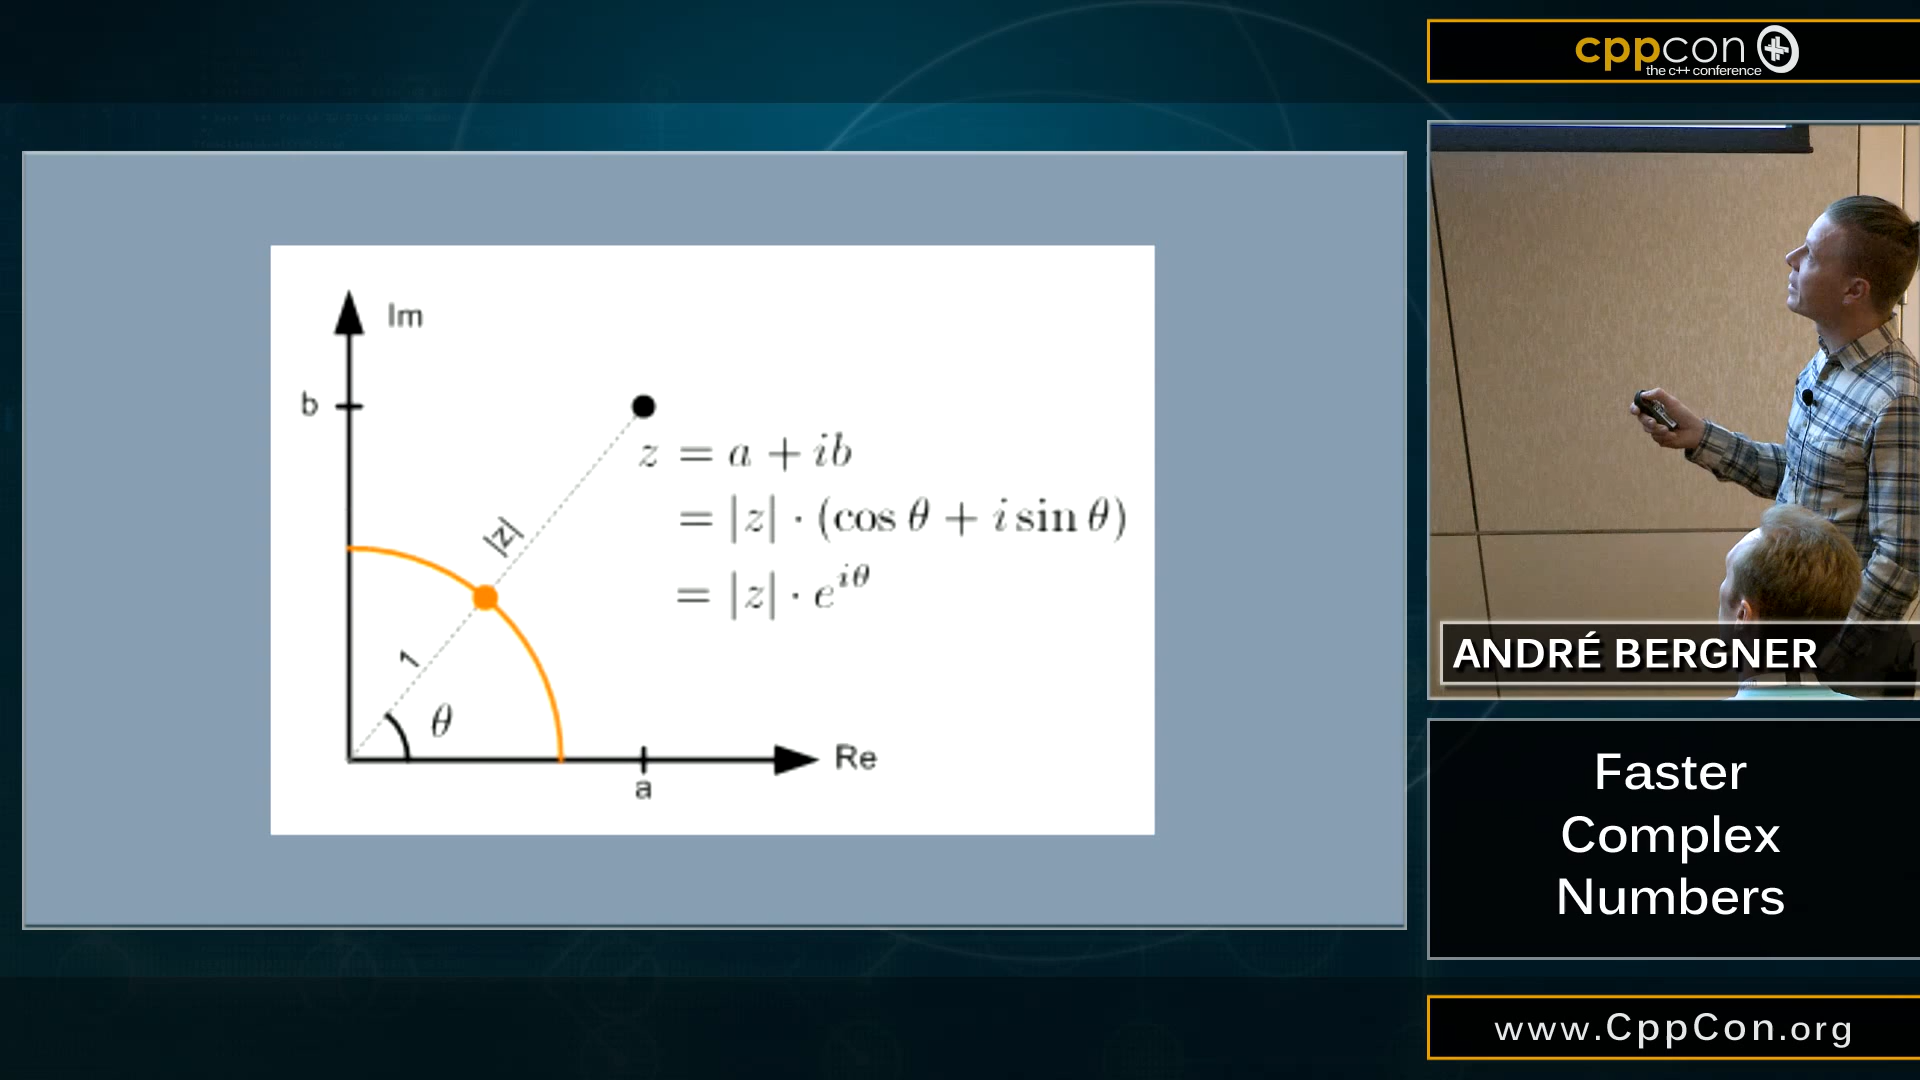 cppcon
the c++ conference
Im
b
z = a + ib
= |z| · (cos θ + i sin θ)
= |z| · e^{iθ}
|z|
1
θ
Re
a
ANDRÉ BERGNER
Faster
Complex
Numbers
www.CppCon.org